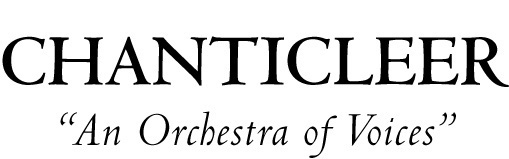 CHANTICLEER
“An Orchestra of Voices”